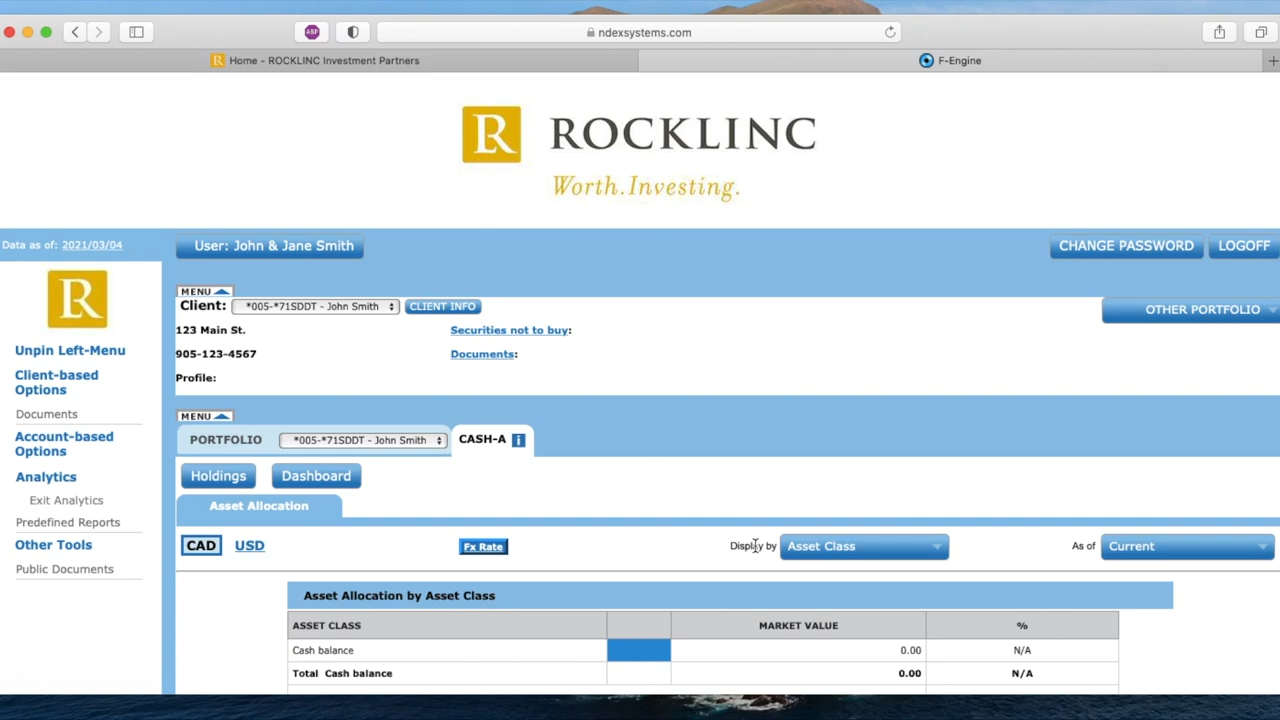 ndexsystems.com
Home - ROCKLINC Investment Partners
F-Engine
ABP
R
ROCKLINC
Worth.Investing.
Data as of: 2021/03/04
User: John & Jane Smith
CHANGE PASSWORD
LOGOFF
MENU
Client: *005-*71SDDT - John Smith CLIENT INFO
OTHER PORTFOLIO
123 Main St.
Securities not to buy:
905-123-4567
Documents:
Profile:
R
Unpin Left-Menu
Client-based
Options
Documents
Account-based
Options
Analytics
Exit Analytics
Predefined Reports
Other Tools
Public Documents
MENU
PORTFOLIO *005-*71SDDT - John Smith CASH-A i
Holdings Dashboard
Asset Allocation
CAD USD Fx Rate Display by Asset Class As of Current
Asset Allocation by Asset Class
ASSET CLASS MARKET VALUE %
Cash balance 0.00 N/A
Total Cash balance 0.00 N/A